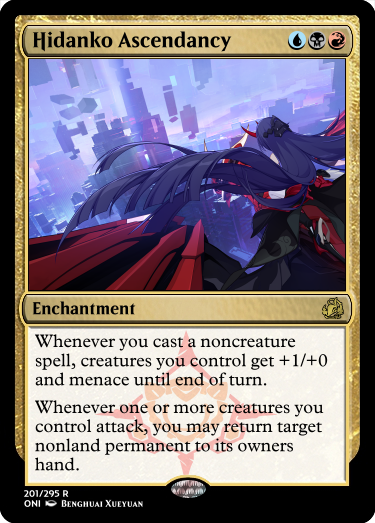 Hidanko Ascendancy
Enchantment
Whenever you cast a noncreature
spell, creatures you control get +1/+0
and menace until end of turn.
Whenever one or more creatures you
control attack, you may return target
nonland permanent to its owners
hand.
201/295 R
ONI Benghuai Xueyuan